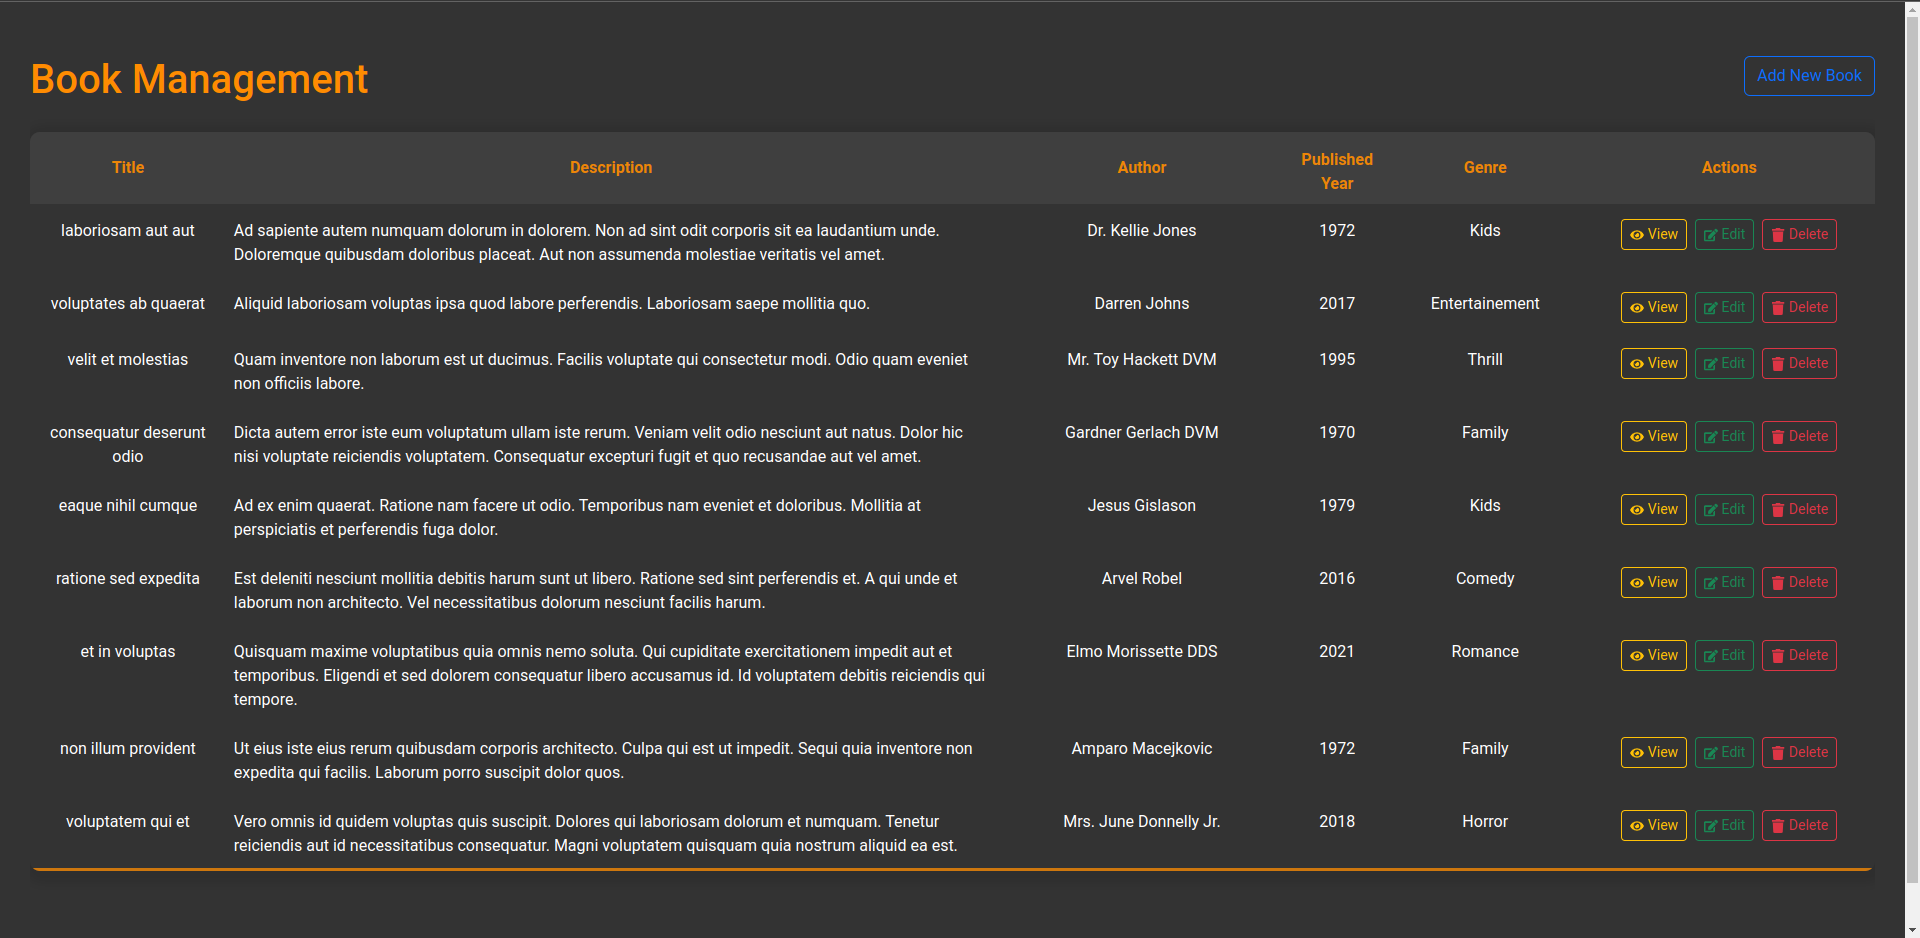 Book Management
Add New Book
Title Description Author Published Year Genre Actions
laboriosam aut aut Ad sapiente autem numquam dolorum in dolorem. Non ad sint odit corporis sit ea laudantium unde. Dr. Kellie Jones 1972 Kids View Edit Delete
Doloremque quibusdam doloribus placeat. Aut non assumenda molestiae veritatis vel amet.
voluptates ab quaerat Aliquid laboriosam voluptas ipsa quod labore perferendis. Laboriosam saepe mollitia quo. Darren Johns 2017 Entertainement View Edit Delete
velit et molestias Quam inventore non laborum est ut ducimus. Facilis voluptate qui consectetur modi. Odio quam eveniet Mr. Toy Hackett DVM 1995 Thrill View Edit Delete
non officiis labore.
consequatur deserunt Dicta autem error iste eum voluptatum ullam iste rerum. Veniam velit odio nesciunt aut natus. Dolor hic Gardner Gerlach DVM 1970 Family View Edit Delete
odio nisi voluptate reiciendis voluptatem. Consequatur excepturi fugit et quo recusandae aut vel amet.
eaque nihil cumque Ad ex enim quaerat. Ratione nam facere ut odio. Temporibus nam eveniet et doloribus. Mollitia at Jesus Gislason 1979 Kids View Edit Delete
perspiciatis et perferendis fuga dolor.
ratione sed expedita Est deleniti nesciunt mollitia debitis harum sunt ut libero. Ratione sed sint perferendis et. A qui unde et Arvel Robel 2016 Comedy View Edit Delete
laborum non architecto. Vel necessitatibus dolorum nesciunt facilis harum.
et in voluptas Quisquam maxime voluptatibus quia omnis nemo soluta. Qui cupiditate exercitationem impedit aut et Elmo Morissette DDS 2021 Romance View Edit Delete
temporibus. Eligendi et sed dolorem consequatur libero accusamus id. Id voluptatem debitis reiciendis qui
tempore.
non illum provident Ut eius iste eius rerum quibusdam corporis architecto. Culpa qui est ut impedit. Sequi quia inventore non Amparo Macejkovic 1972 Family View Edit Delete
expedita qui facilis. Laborum porro suscipit dolor quos.
voluptatem qui et Vero omnis id quidem voluptas quis suscipit. Dolores qui laboriosam dolorum et numquam. Tenetur Mrs. June Donnelly Jr. 2018 Horror View Edit Delete
reiciendis aut id necessitatibus consequatur. Magni voluptatem quisquam quia nostrum aliquid ea est.